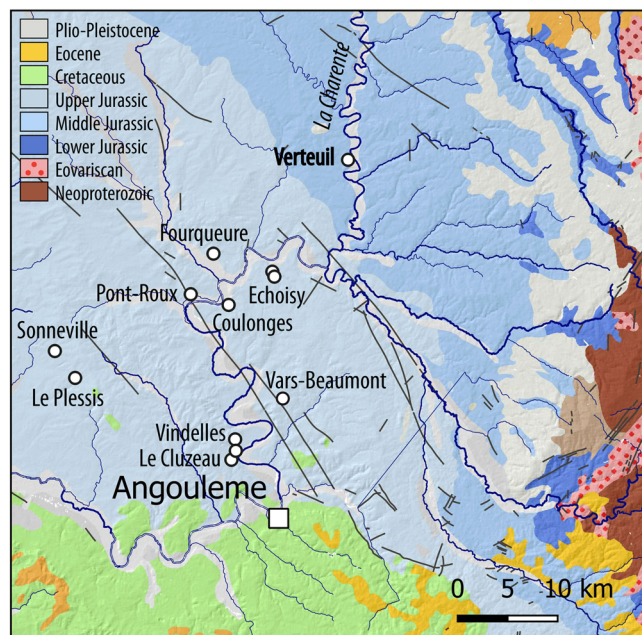 Plio-Pleistocene
Eocene
Cretaceous
Upper Jurassic
Middle Jurassic
Lower Jurassic
Eovariscan
Neoproterozoic
La Charente
Verteuil
Fourqueure
Pont-Roux
Echoisy
Coulonges
Sonneville
Le Plessis
Vars-Beaumont
Vindelles
Le Cluzeau
Angouleme
0 5 10 km